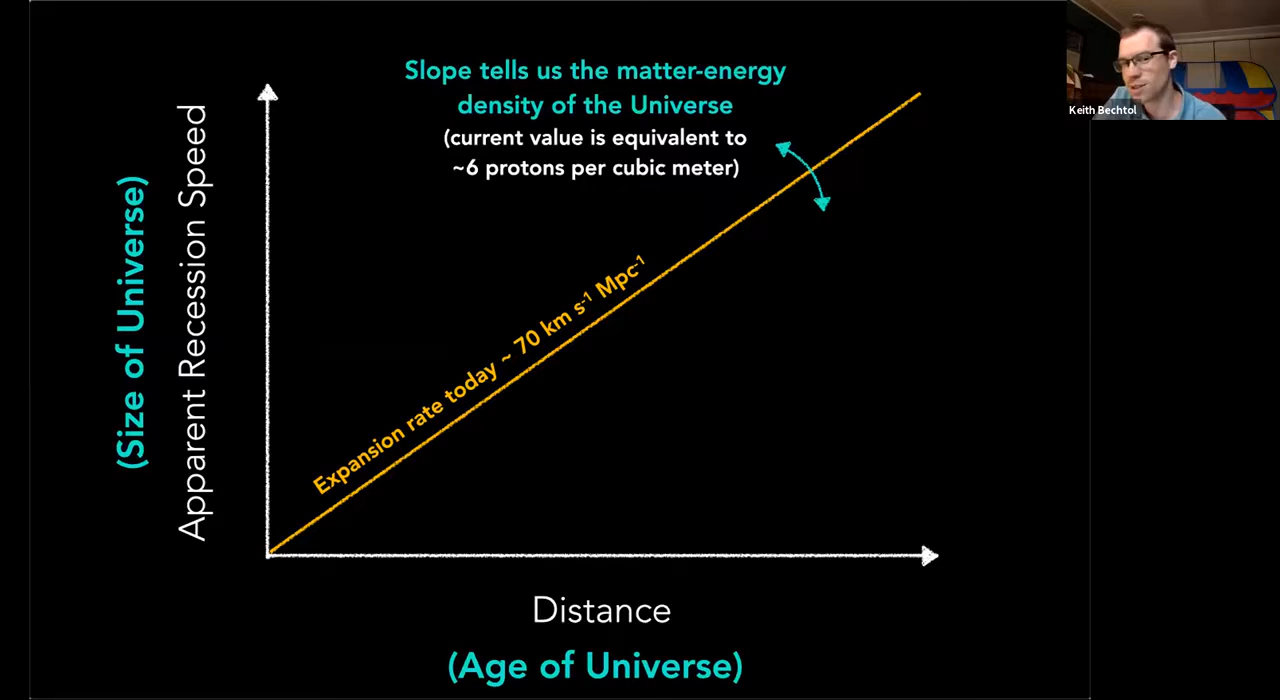 Slope tells us the matter-energy
density of the Universe
(current value is equivalent to
~6 protons per cubic meter)
Keith Bechtol
(Size of Universe)
Apparent Recession Speed
Expansion rate today ~ 70 km s⁻¹ Mpc⁻¹
Distance
(Age of Universe)